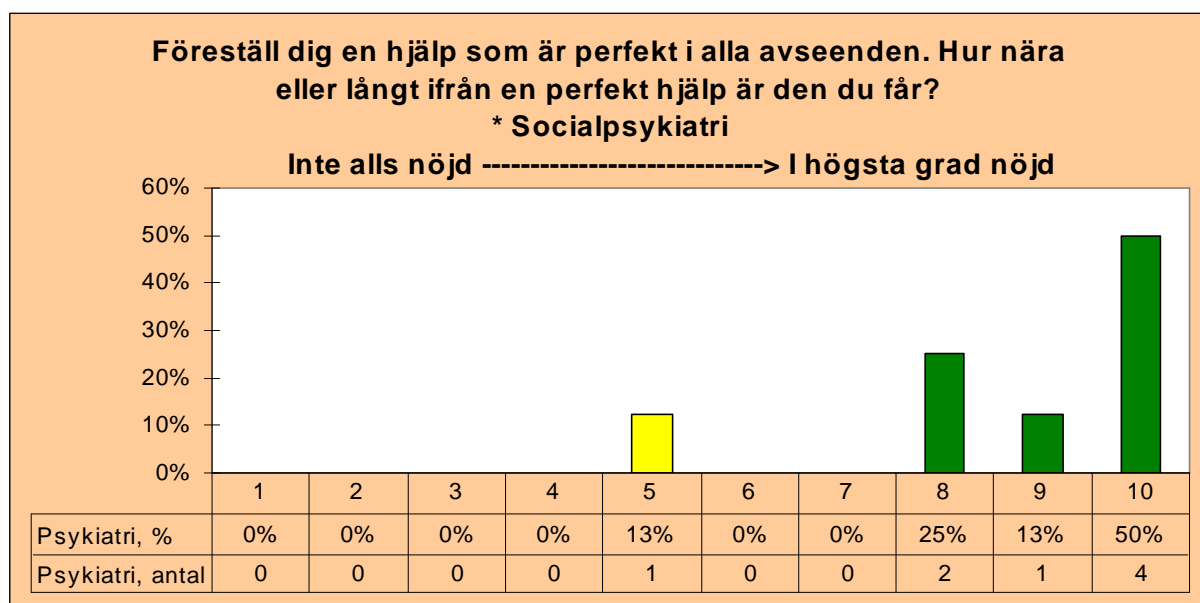 Föreställ dig en hjälp som är perfekt i alla avseenden. Hur nära
eller långt ifrån en perfekt hjälp är den du får?
* Socialpsykiatri
Inte alls nöjd -----------------------------> I högsta grad nöjd
60%
50%
40%
30%
20%
10%
0%
1 2 3 4 5 6 7 8 9 10
Psykiatri, % 0% 0% 0% 0% 13% 0% 0% 25% 13% 50%
Psykiatri, antal 0 0 0 0 1 0 0 2 1 4